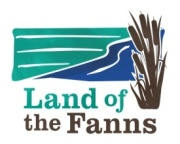 Land of
the Fanns